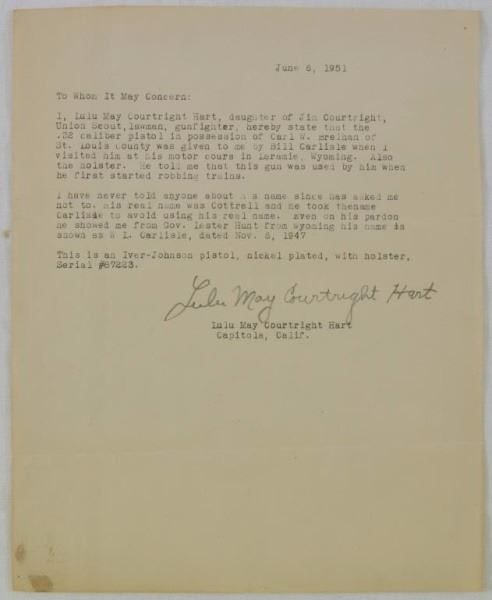 June 6, 1951
To Whom It May Concern:
I, Lulu May Courtright Hart, daughter of Jim Courtright,
Union Scout,lawman, gunfighter, hereby state that the
.32 caliber pistol in possession of Carl W. Breihan of
St. Louis County was given to me by Bill Carlisle when I
visited him at his motor cours in Laramie, Wyoming. Also
the holster. He told me that this gun was used by him when
he first started robbing trains.
I have never told anyone about his name since has asked me
not to. His real name was Cottrell and he took thename
Carlisle to avoid using his real name. Even on his pardon
he showed me from Gov. Lester Hunt from Wyoming his name is
shown as W L. Carlisle, dated Nov. 6, 1947
This is an Iver-Johnson pistol, nickel plated, with holster,
Serial #87223.
Lulu May Courtright Hart
Lulu May Courtright Hart
Capitola, Calif.